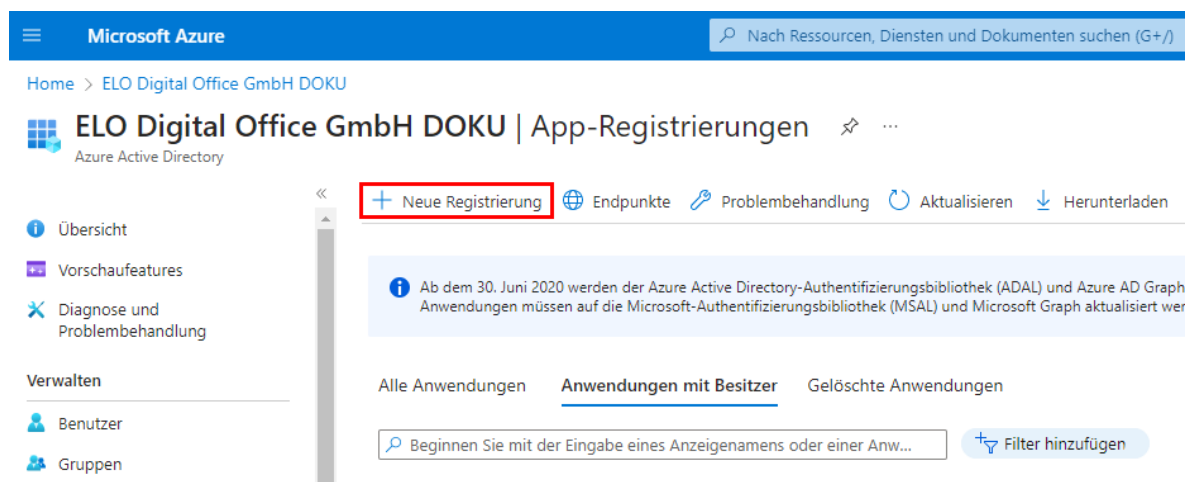 Microsoft Azure
Nach Ressourcen, Diensten und Dokumenten suchen (G+/)
Home > ELO Digital Office GmbH DOKU
ELO Digital Office GmbH DOKU | App-Registrierungen
Azure Active Directory
Neue Registrierung
Endpunkte
Problembehandlung
Aktualisieren
Herunterladen
Übersicht
Vorschaufeatures
Diagnose und
Problembehandlung
Verwalten
Benutzer
Gruppen
Ab dem 30. Juni 2020 werden der Azure Active Directory-Authentifizierungsbibliothek (ADAL) und Azure AD Graph
Anwendungen müssen auf die Microsoft-Authentifizierungsbibliothek (MSAL) und Microsoft Graph aktualisiert wer
Alle Anwendungen
Anwendungen mit Besitzer
Gelöschte Anwendungen
Beginnen Sie mit der Eingabe eines Anzeigenamens oder einer Anw...
Filter hinzufügen